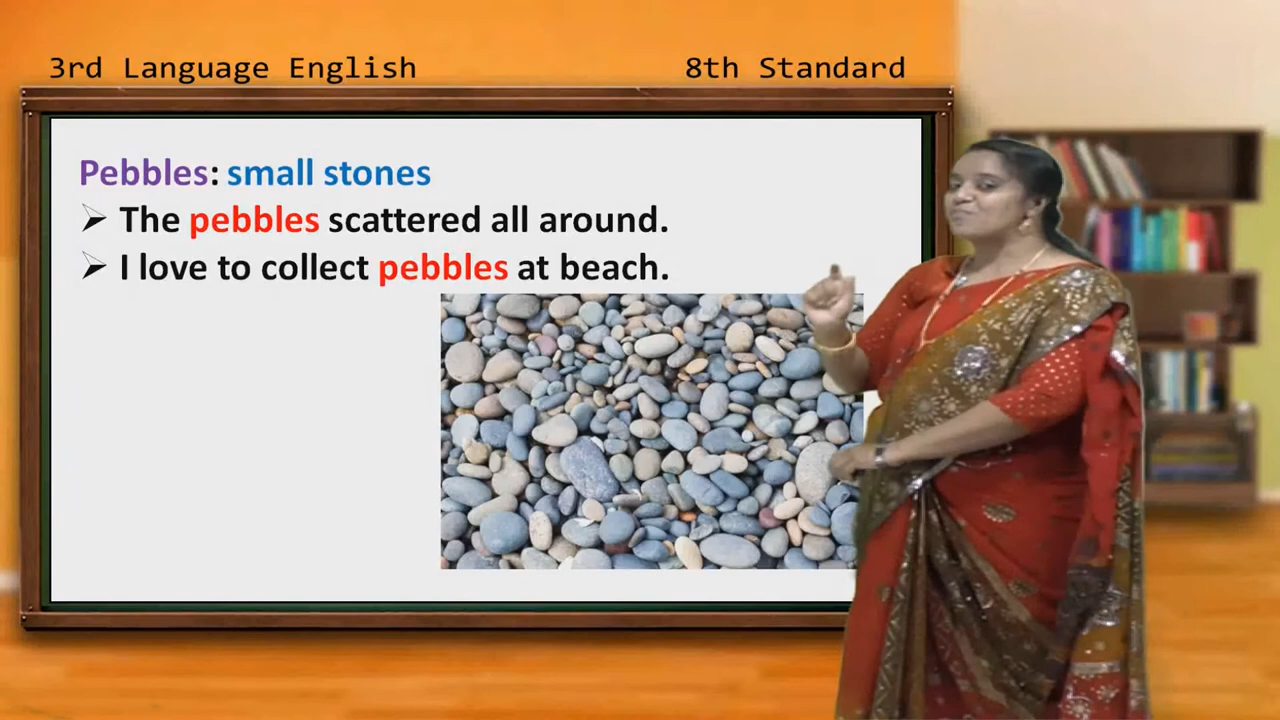 3rd Language English
8th Standard
Pebbles: small stones
➢ The pebbles scattered all around.
➢ I love to collect pebbles at beach.